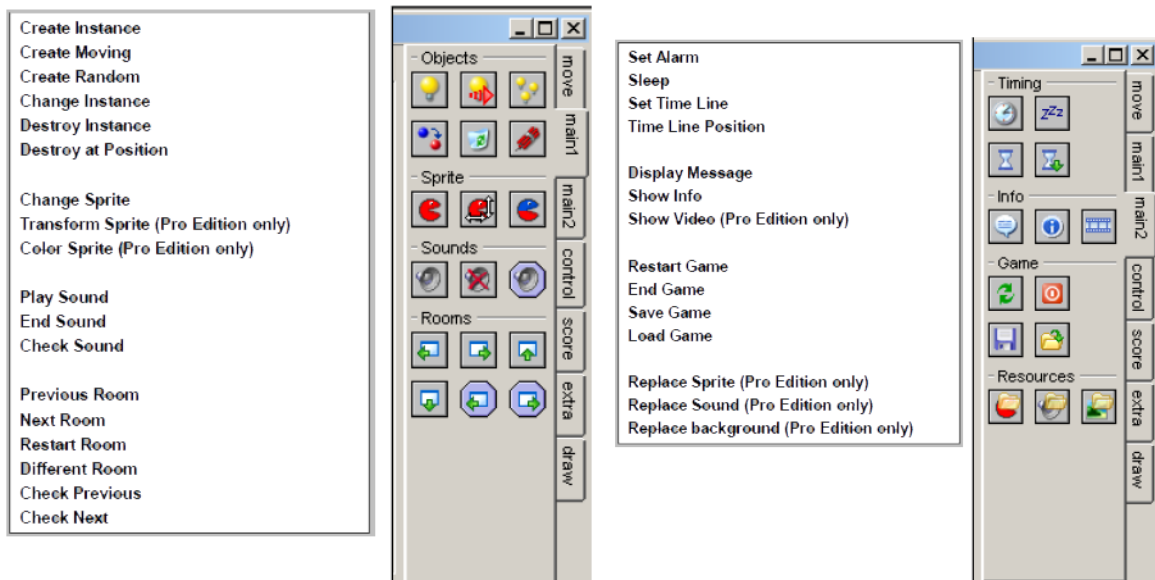 Create Instance
Create Moving
Create Random
Change Instance
Destroy Instance
Destroy at Position
Change Sprite
Transform Sprite (Pro Edition only)
Color Sprite (Pro Edition only)
Play Sound
End Sound
Check Sound
Previous Room
Next Room
Restart Room
Different Room
Check Previous
Check Next
Objects
Sprite
Sounds
Rooms
move
main1
main2
control
score
extra
draw
Set Alarm
Sleep
Set Time Line
Time Line Position
Display Message
Show Info
Show Video (Pro Edition only)
Restart Game
End Game
Save Game
Load Game
Replace Sprite (Pro Edition only)
Replace Sound (Pro Edition only)
Replace background (Pro Edition only)
Timing
zZz
Info
Game
Resources
move
main1
main2
control
score
extra
draw